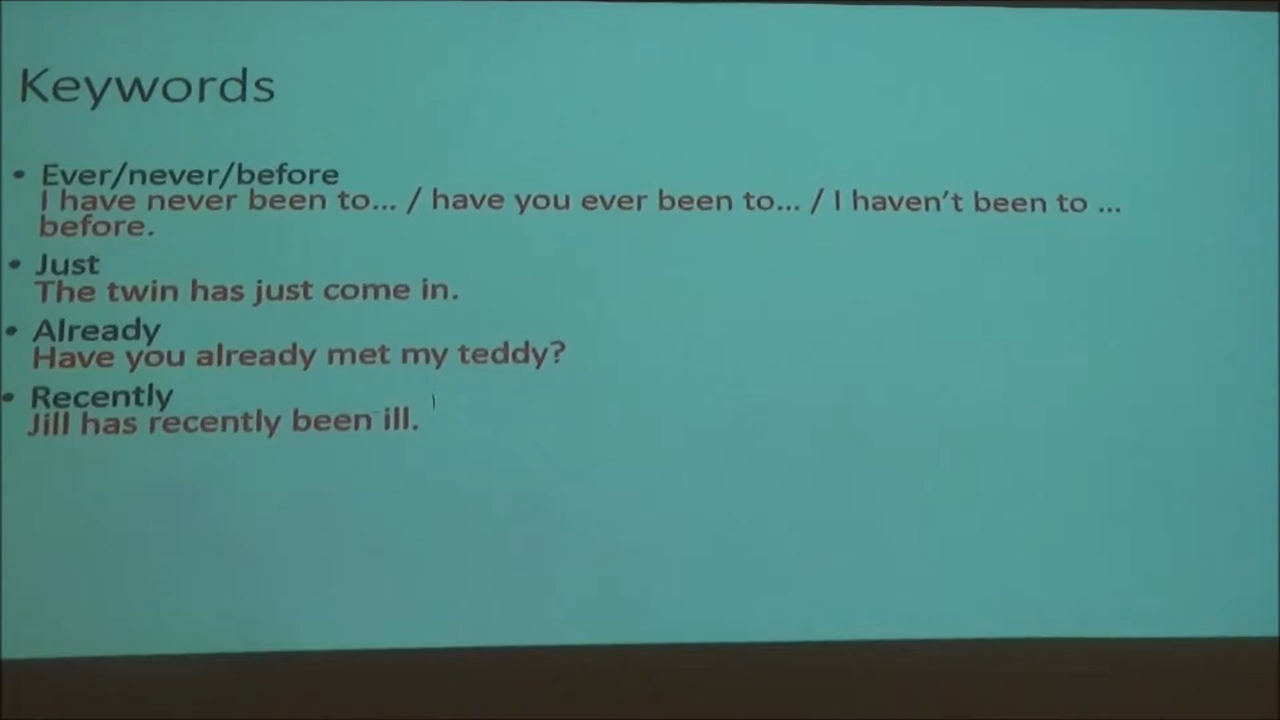 Keywords
• Ever/never/before
I have never been to... / have you ever been to... / I haven't been to ...
before.
• Just
The twin has just come in.
• Already
Have you already met my teddy?
• Recently
Jill has recently been ill.